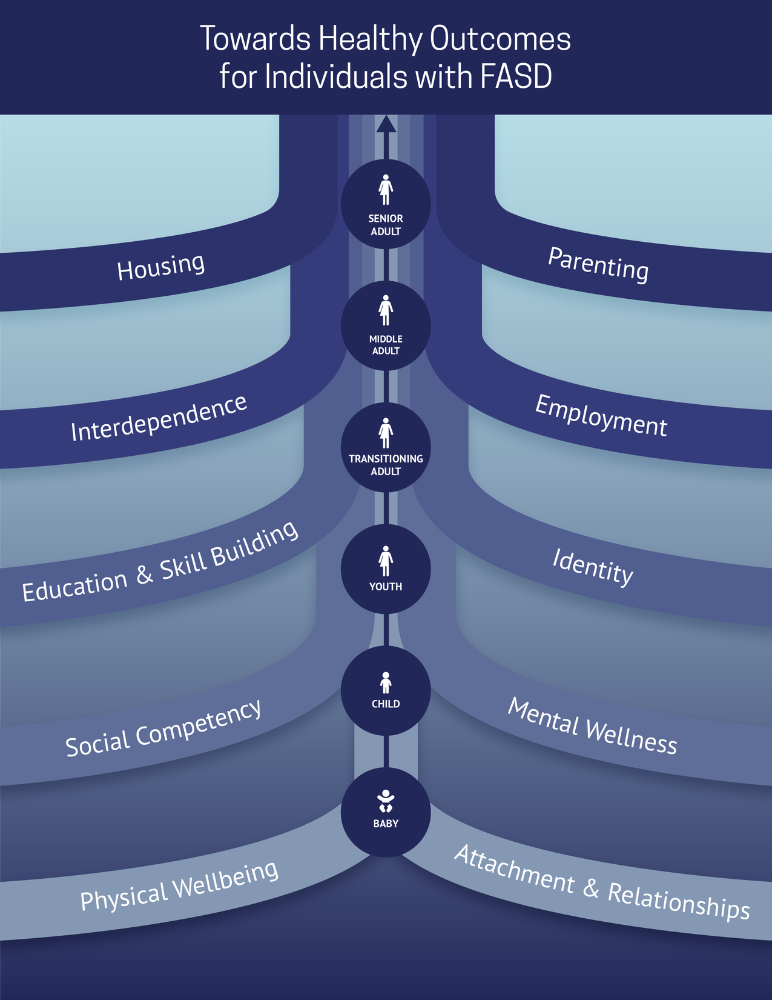 Towards Healthy Outcomes
for Individuals with FASD
SENIOR
ADULT
Housing
Parenting
MIDDLE
ADULT
Interdependence
Employment
TRANSITIONING
ADULT
Education & Skill Building
Identity
YOUTH
CHILD
Social Competency
Mental Wellness
BABY
Physical Wellbeing
Attachment & Relationships